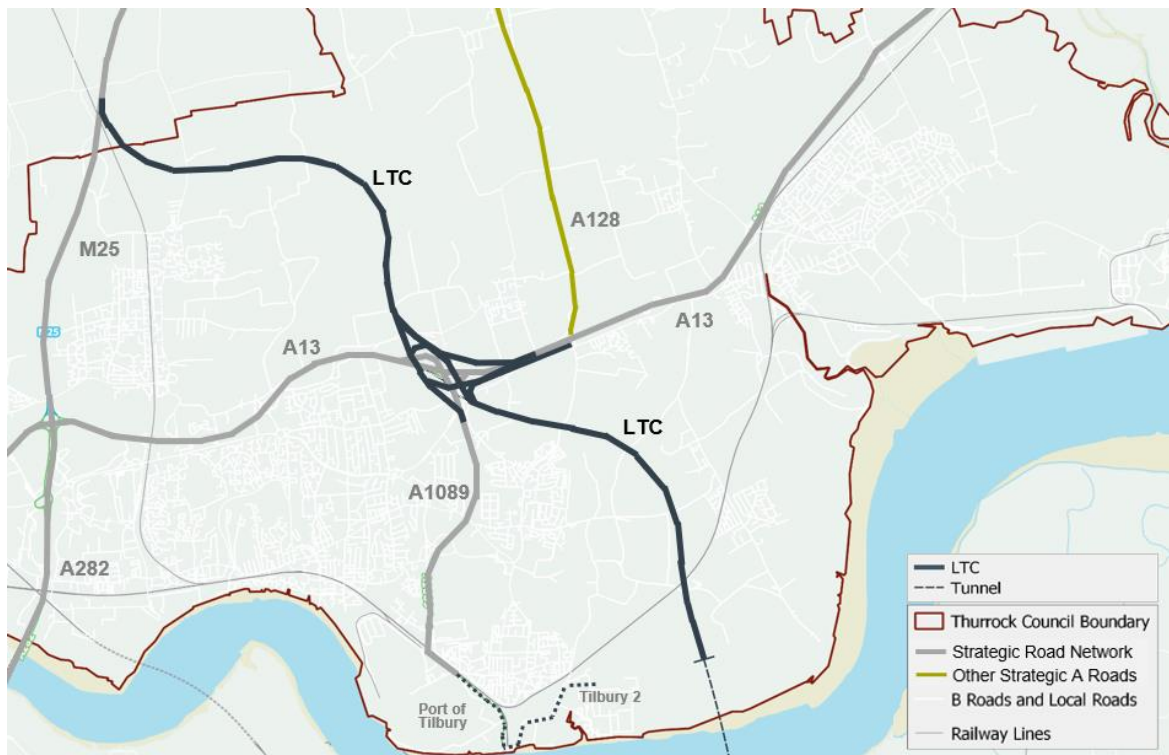 LTC
A128
M25
A13
A13
LTC
A1089
A282
Tilbury 2
Port of
Tilbury
LTC
Tunnel
Thurrock Council Boundary
Strategic Road Network
Other Strategic A Roads
B Roads and Local Roads
Railway Lines